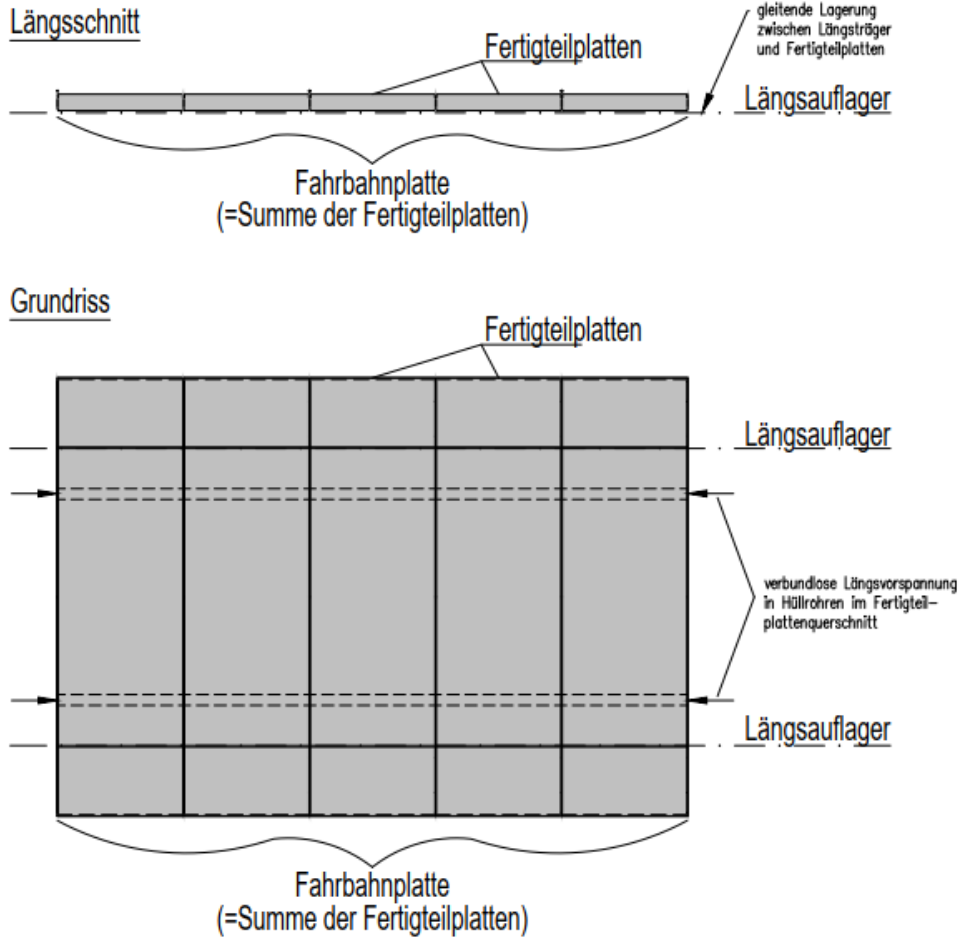 Längsschnitt
gleitende Lagerung
zwischen Längsträger
und Fertigteilplatten
Fertigteilplatten
Längsauflager
Fahrbahnplatte
(=Summe der Fertigteilplatten)
Grundriss
Fertigteilplatten
Längsauflager
verbundlose Längsvorspannung
in Hüllrohren im Fertigteil-
plattenquerschnitt
Längsauflager
Fahrbahnplatte
(=Summe der Fertigteilplatten)